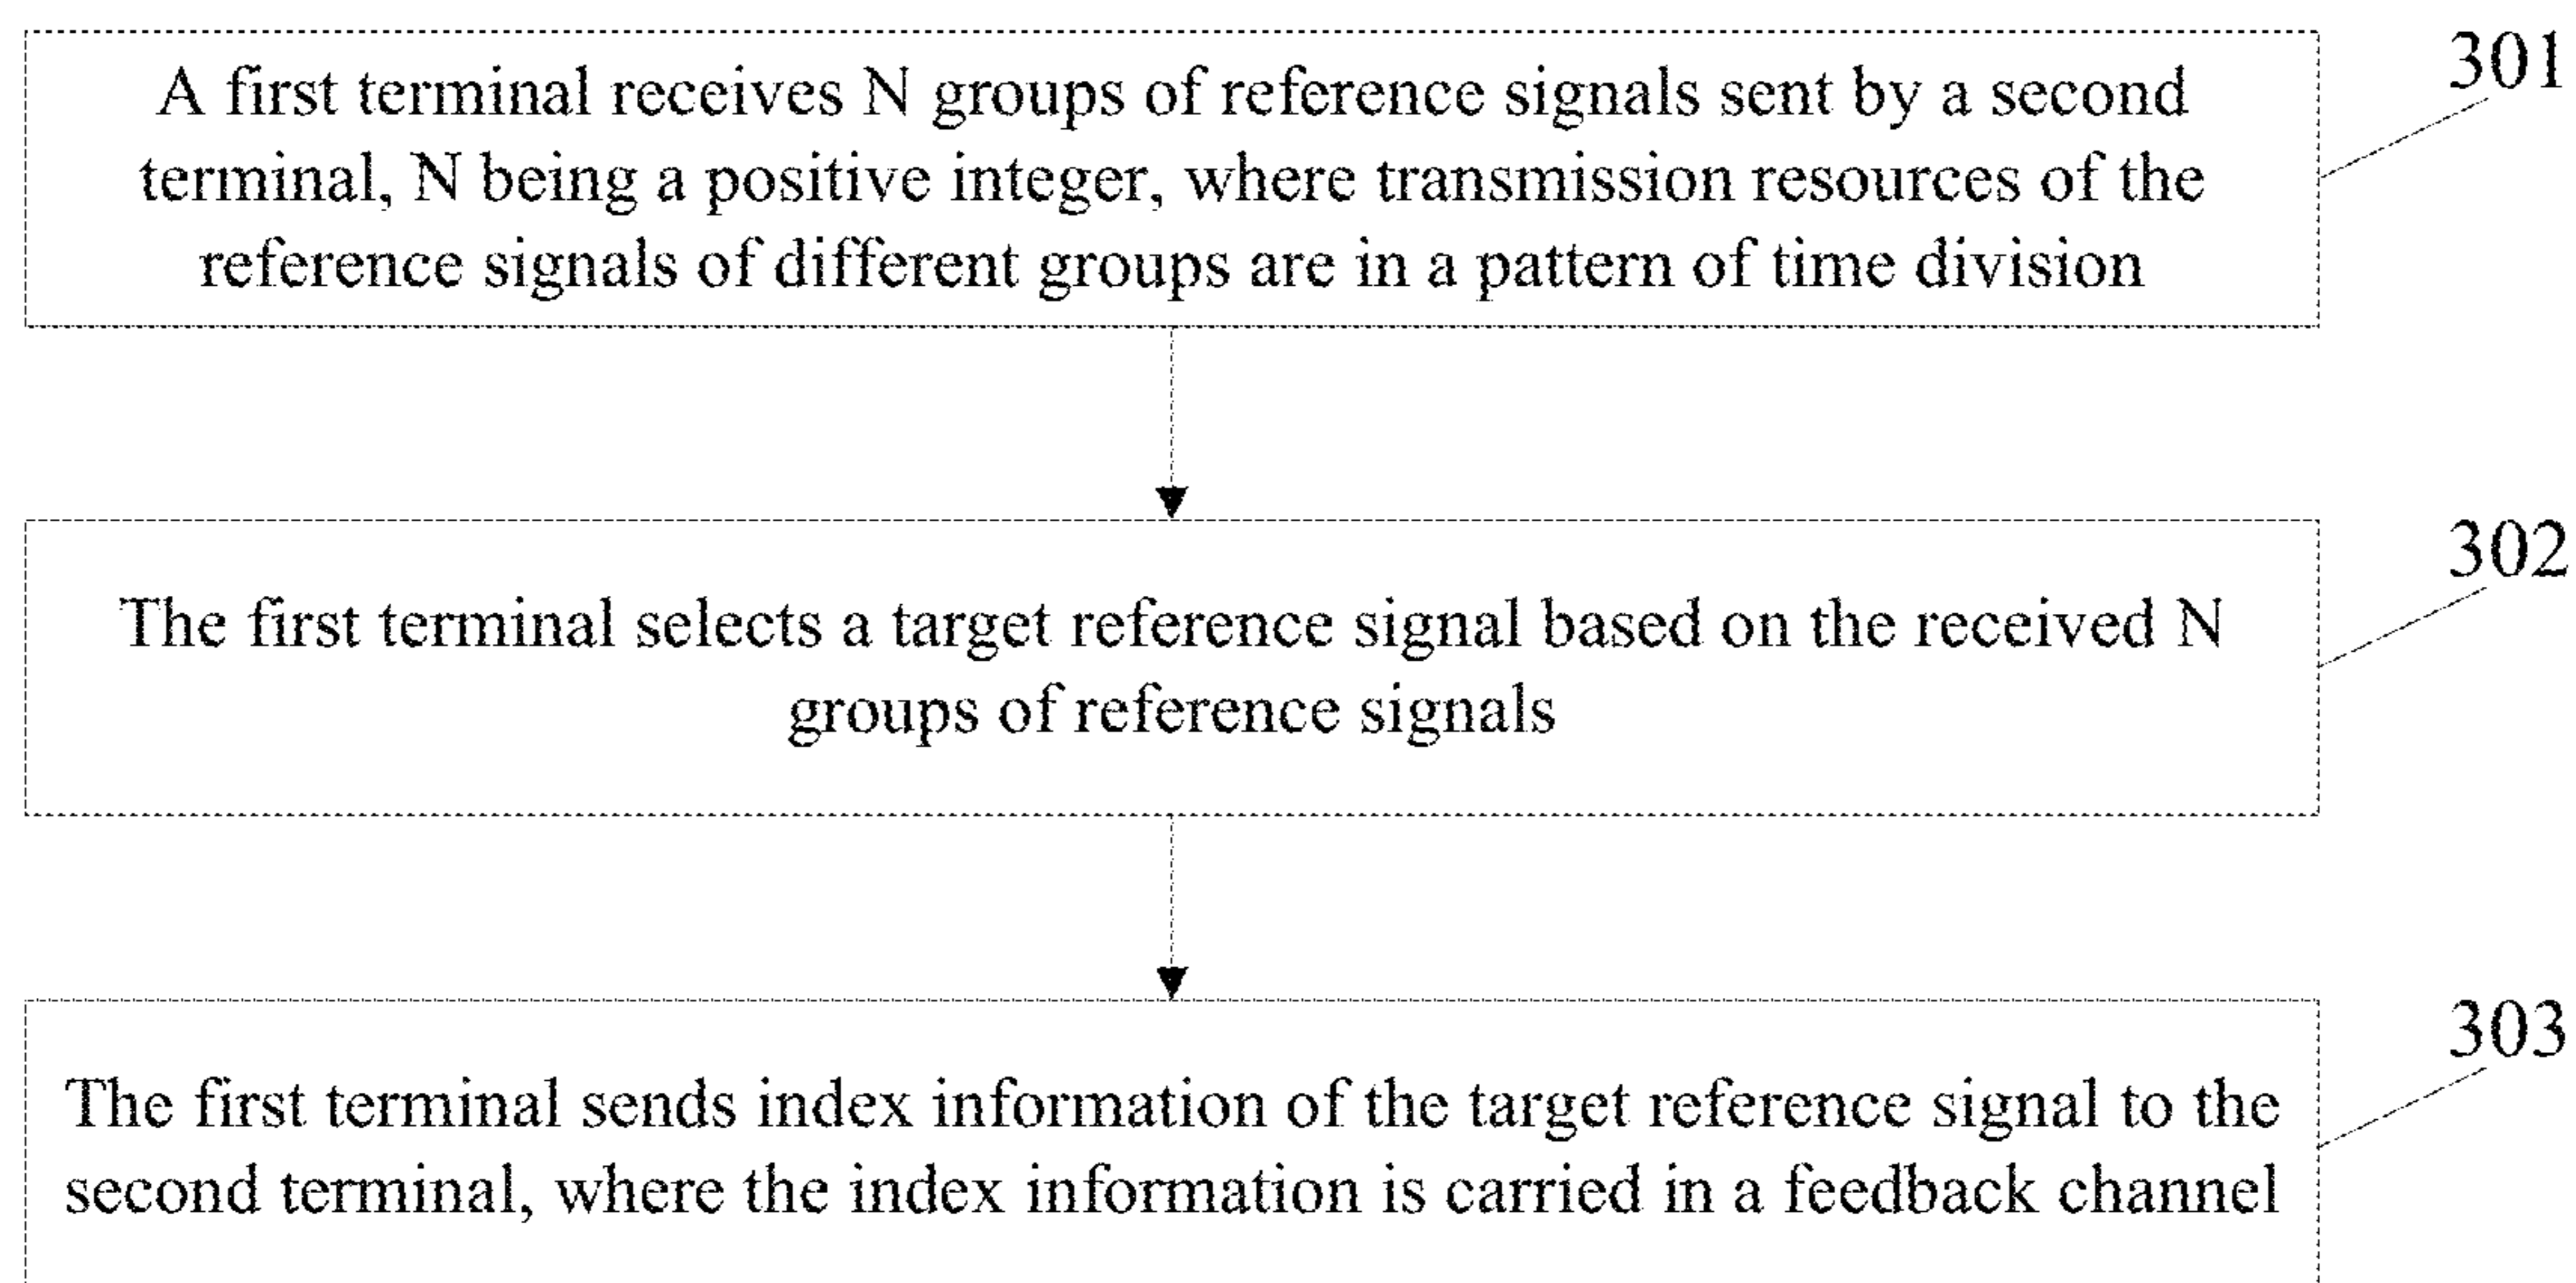 A first terminal receives N groups of reference signals sent by a second
301
terminal, N being a positive integer, where transmission resources of the
reference signals of different groups are in a pattern of time division
302
The first terminal selects a target reference signal based on the received N
groups of reference signals
303
The first terminal sends index information of the target reference signal to the
second terminal, where the index information is carried in a feedback channel